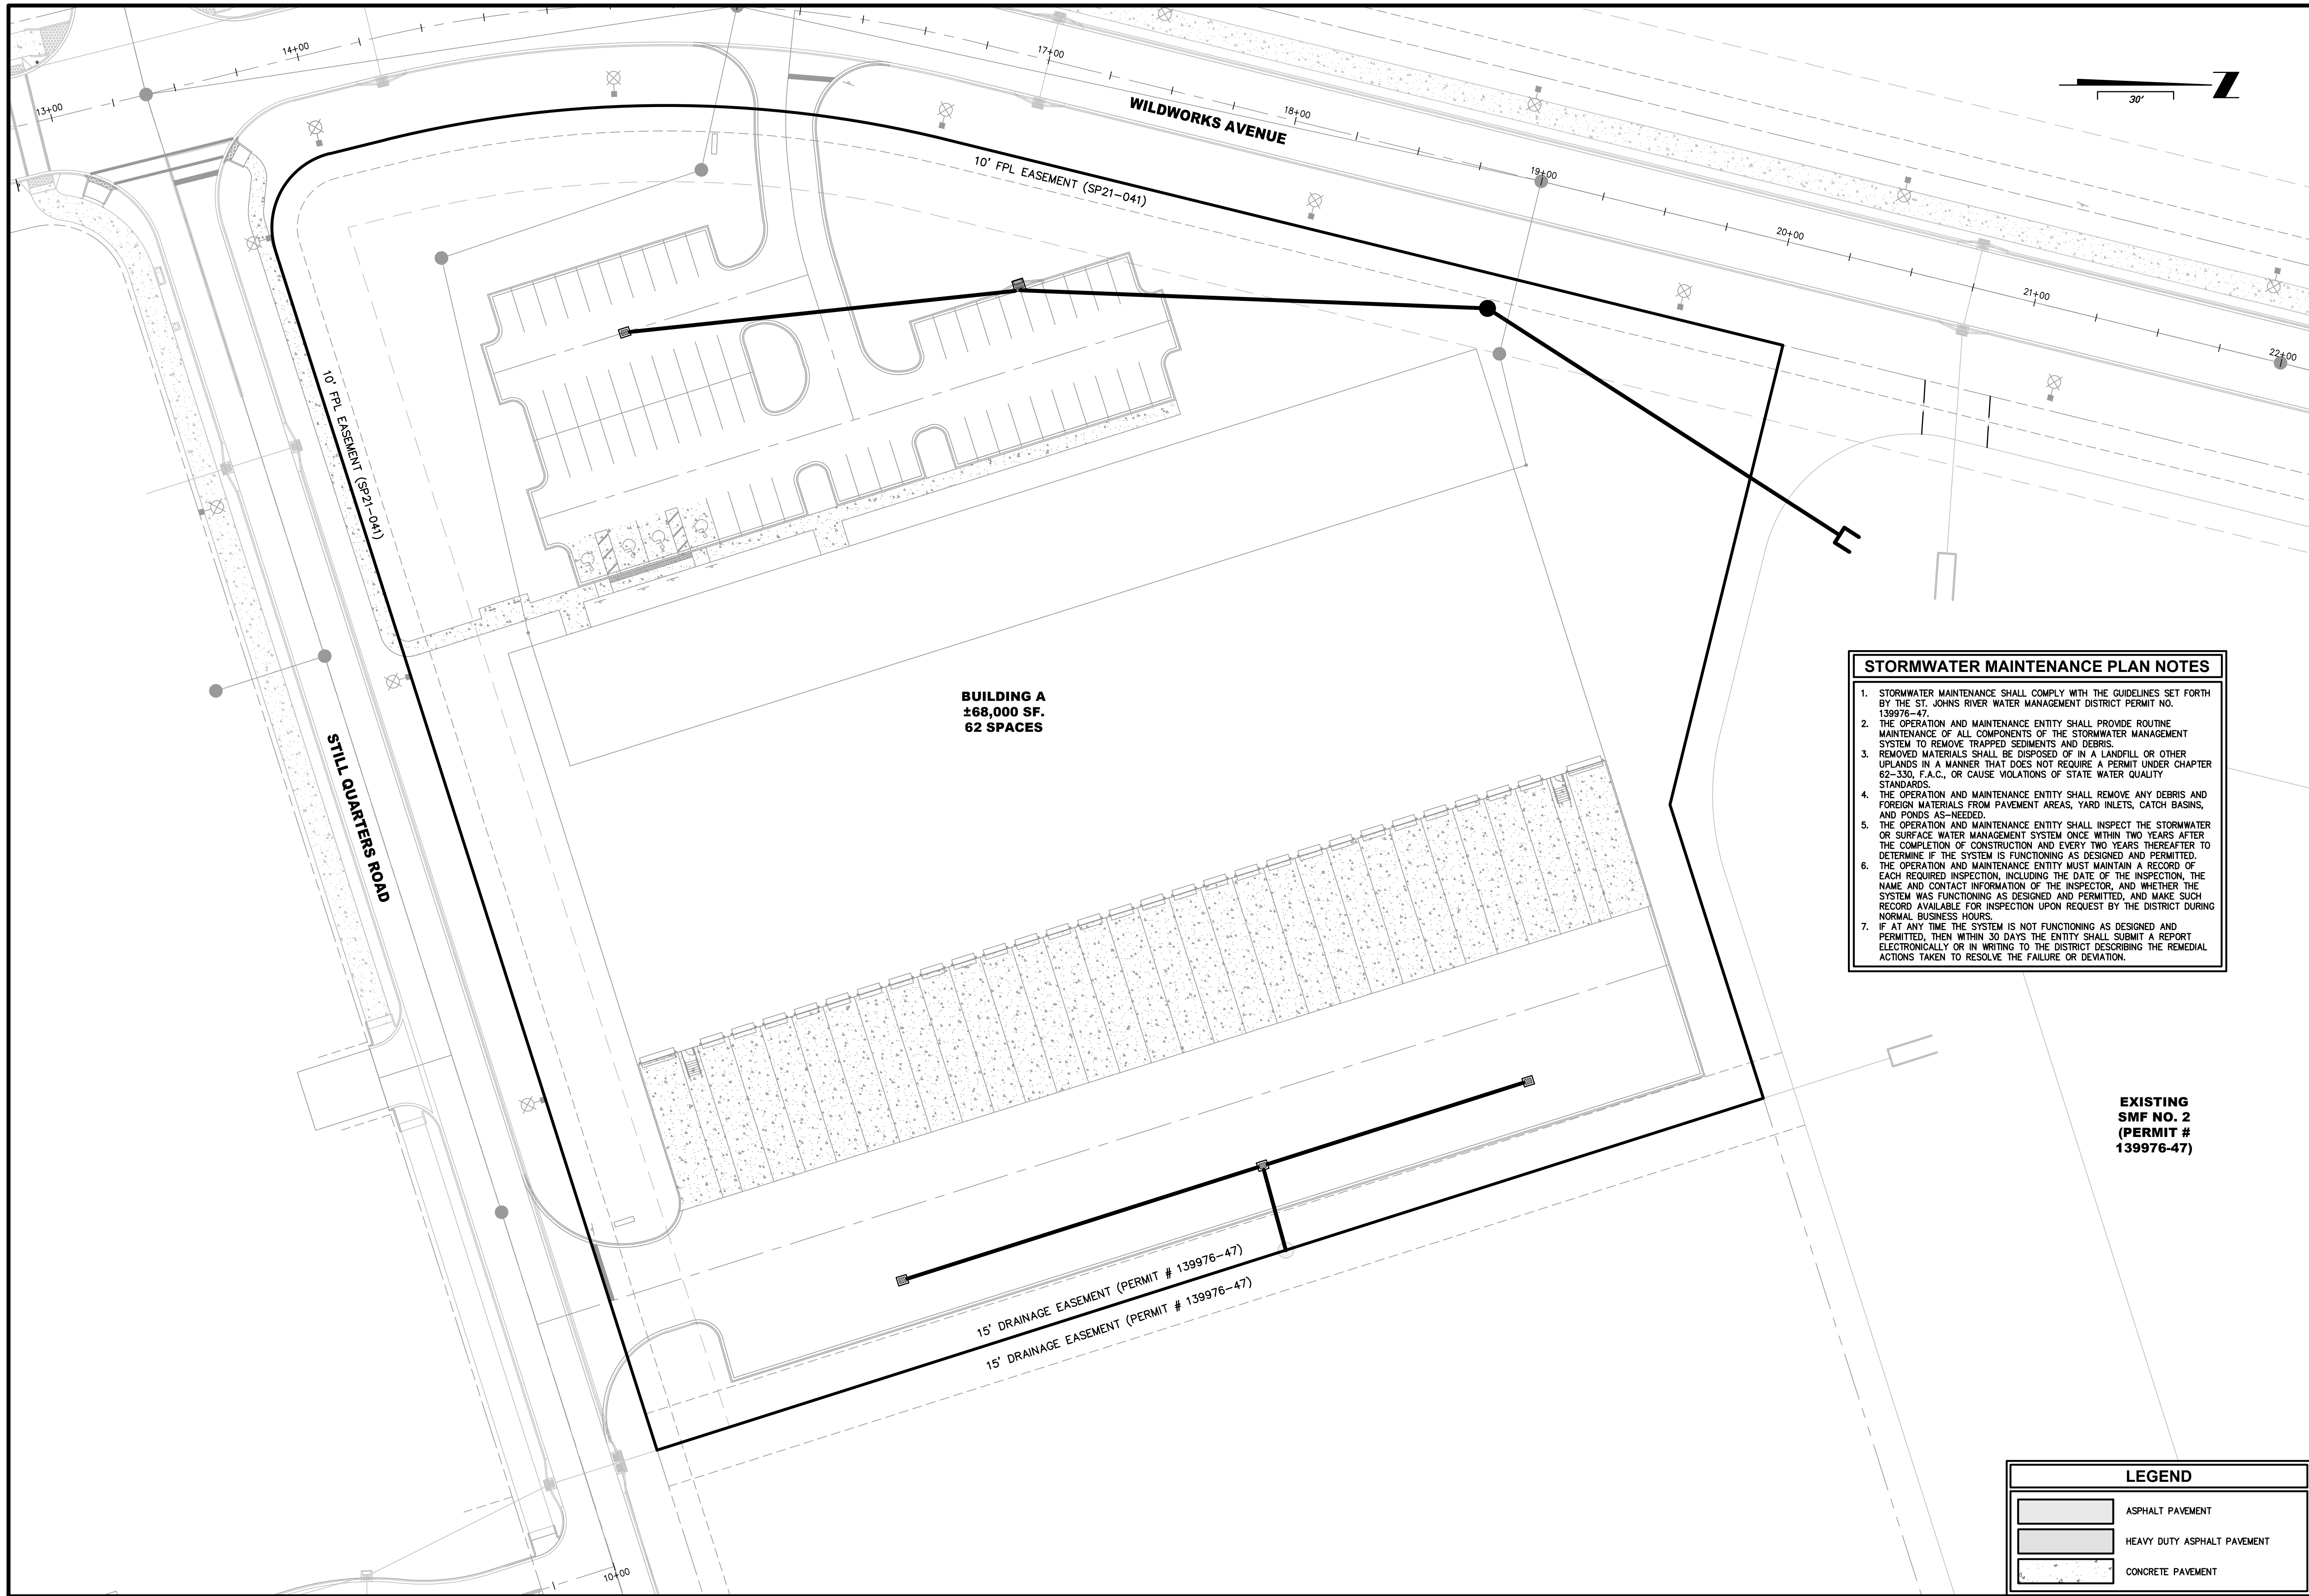 13+00
14+00
17+00
18+00
19+00
20+00
21+00
22+00
WILDWORKS AVENUE
30'
10' FPL EASEMENT (SP21-041)
10' FPL EASEMENT (SP21-041)
STILL QUARTERS ROAD
BUILDING A
±68,000 SF.
62 SPACES
STORMWATER MAINTENANCE PLAN NOTES
1. STORMWATER MAINTENANCE SHALL COMPLY WITH THE GUIDELINES SET FORTH
BY THE ST. JOHNS RIVER WATER MANAGEMENT DISTRICT PERMIT NO.
139976-47.
2. THE OPERATION AND MAINTENANCE ENTITY SHALL PROVIDE ROUTINE
MAINTENANCE OF ALL COMPONENTS OF THE STORMWATER MANAGEMENT
SYSTEM TO REMOVE TRAPPED SEDIMENTS AND DEBRIS.
3. REMOVED MATERIALS SHALL BE DISPOSED OF IN A LANDFILL OR OTHER
UPLANDS IN A MANNER THAT DOES NOT REQUIRE A PERMIT UNDER CHAPTER
62-330, F.A.C., OR CAUSE VIOLATIONS OF STATE WATER QUALITY
STANDARDS.
4. THE OPERATION AND MAINTENANCE ENTITY SHALL REMOVE ANY DEBRIS AND
FOREIGN MATERIALS FROM PAVEMENT AREAS, YARD INLETS, CATCH BASINS,
AND PONDS AS-NEEDED.
5. THE OPERATION AND MAINTENANCE ENTITY SHALL INSPECT THE STORMWATER
OR SURFACE WATER MANAGEMENT SYSTEM ONCE WITHIN TWO YEARS AFTER
THE COMPLETION OF CONSTRUCTION AND EVERY TWO YEARS THEREAFTER TO
DETERMINE IF THE SYSTEM IS FUNCTIONING AS DESIGNED AND PERMITTED.
6. THE OPERATION AND MAINTENANCE ENTITY MUST MAINTAIN A RECORD OF
EACH REQUIRED INSPECTION, INCLUDING THE DATE OF THE INSPECTION, THE
NAME AND CONTACT INFORMATION OF THE INSPECTOR, AND WHETHER THE
SYSTEM WAS FUNCTIONING AS DESIGNED AND PERMITTED, AND MAKE SUCH
RECORD AVAILABLE FOR INSPECTION UPON REQUEST BY THE DISTRICT DURING
NORMAL BUSINESS HOURS.
7. IF AT ANY TIME THE SYSTEM IS NOT FUNCTIONING AS DESIGNED AND
PERMITTED, THEN WITHIN 30 DAYS THE ENTITY SHALL SUBMIT A REPORT
ELECTRONICALLY OR IN WRITING TO THE DISTRICT DESCRIBING THE REMEDIAL
ACTIONS TAKEN TO RESOLVE THE FAILURE OR DEVIATION.
EXISTING
SMF NO. 2
(PERMIT #
139976-47)
15' DRAINAGE EASEMENT (PERMIT # 139976-47)
15' DRAINAGE EASEMENT (PERMIT # 139976-47)
10+00
LEGEND
ASPHALT PAVEMENT
HEAVY DUTY ASPHALT PAVEMENT
CONCRETE PAVEMENT